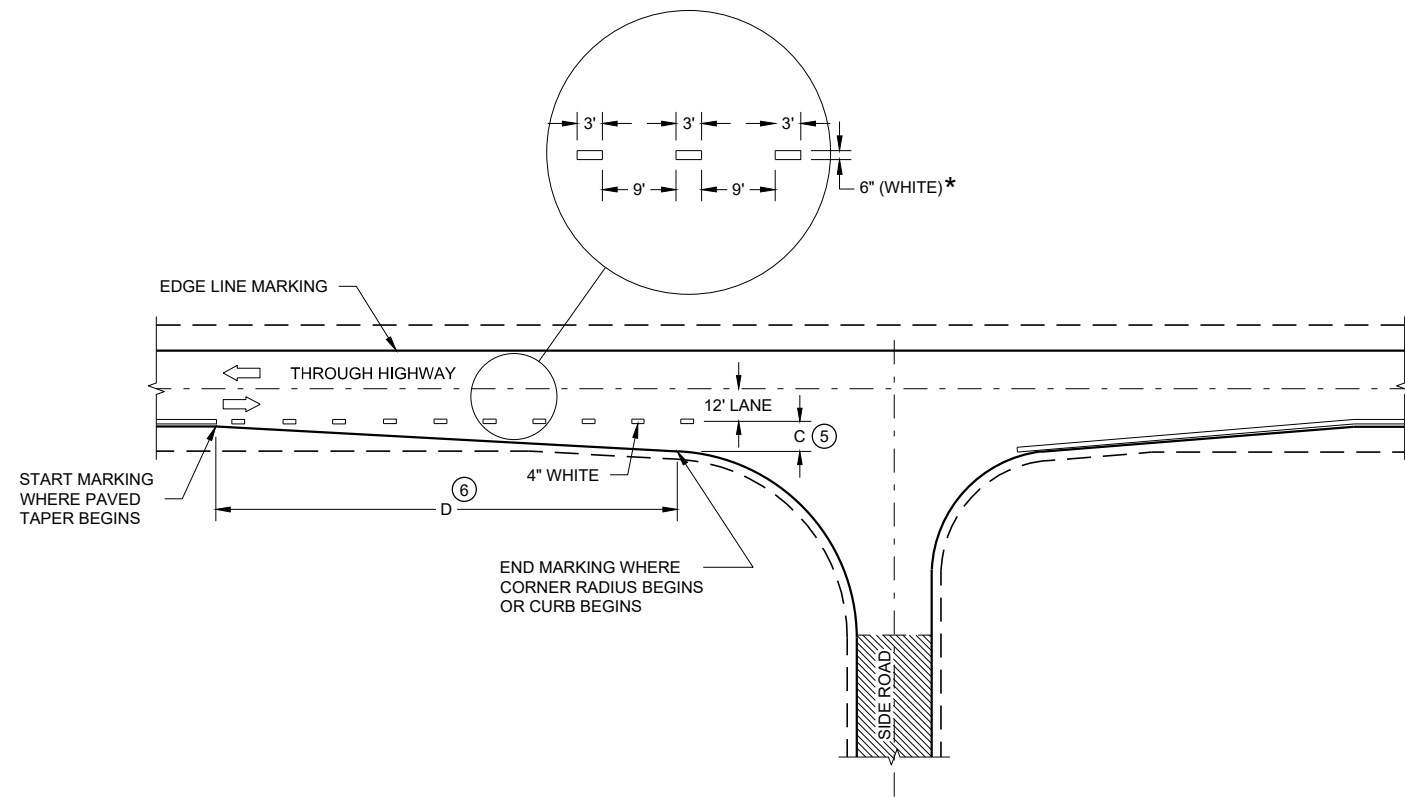 3'
3'
3'
9'
9'
6" (WHITE)*
EDGE LINE MARKING
THROUGH HIGHWAY
12' LANE
C 5
4" WHITE
START MARKING
WHERE PAVED
TAPER BEGINS
6
D
END MARKING WHERE
CORNER RADIUS BEGINS
OR CURB BEGINS
SIDE ROAD